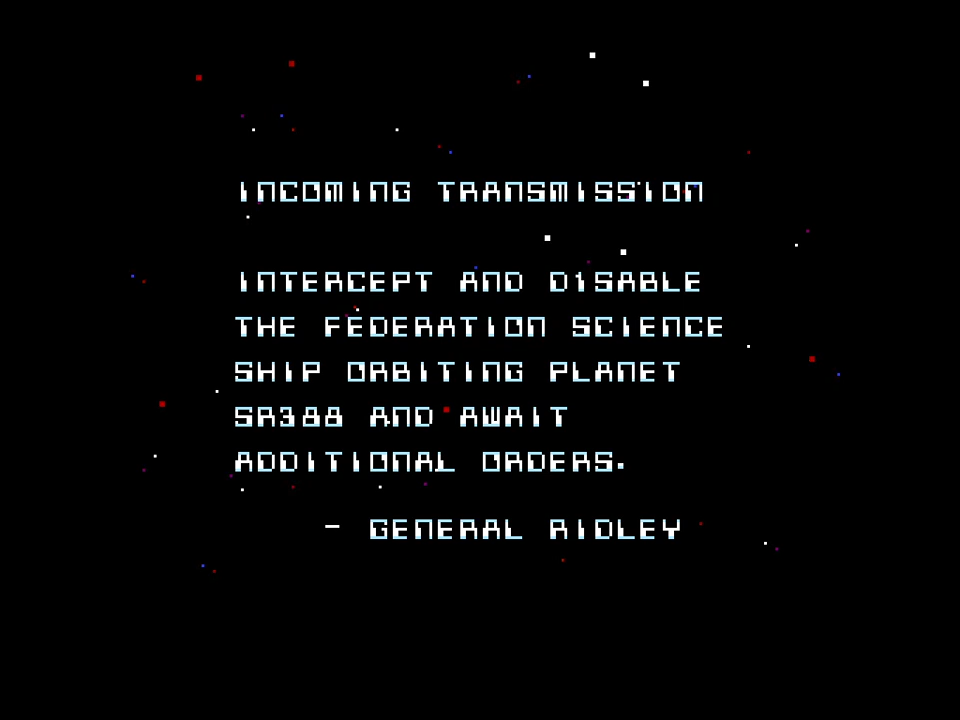 INCOMING TRANSMISSION
INTERCEPT AND DISABLE
THE FEDERATION SCIENCE
SHIP ORBITING PLANET
SR388 AND AWAIT
ADDITIONAL ORDERS.
- GENERAL RIDLEY